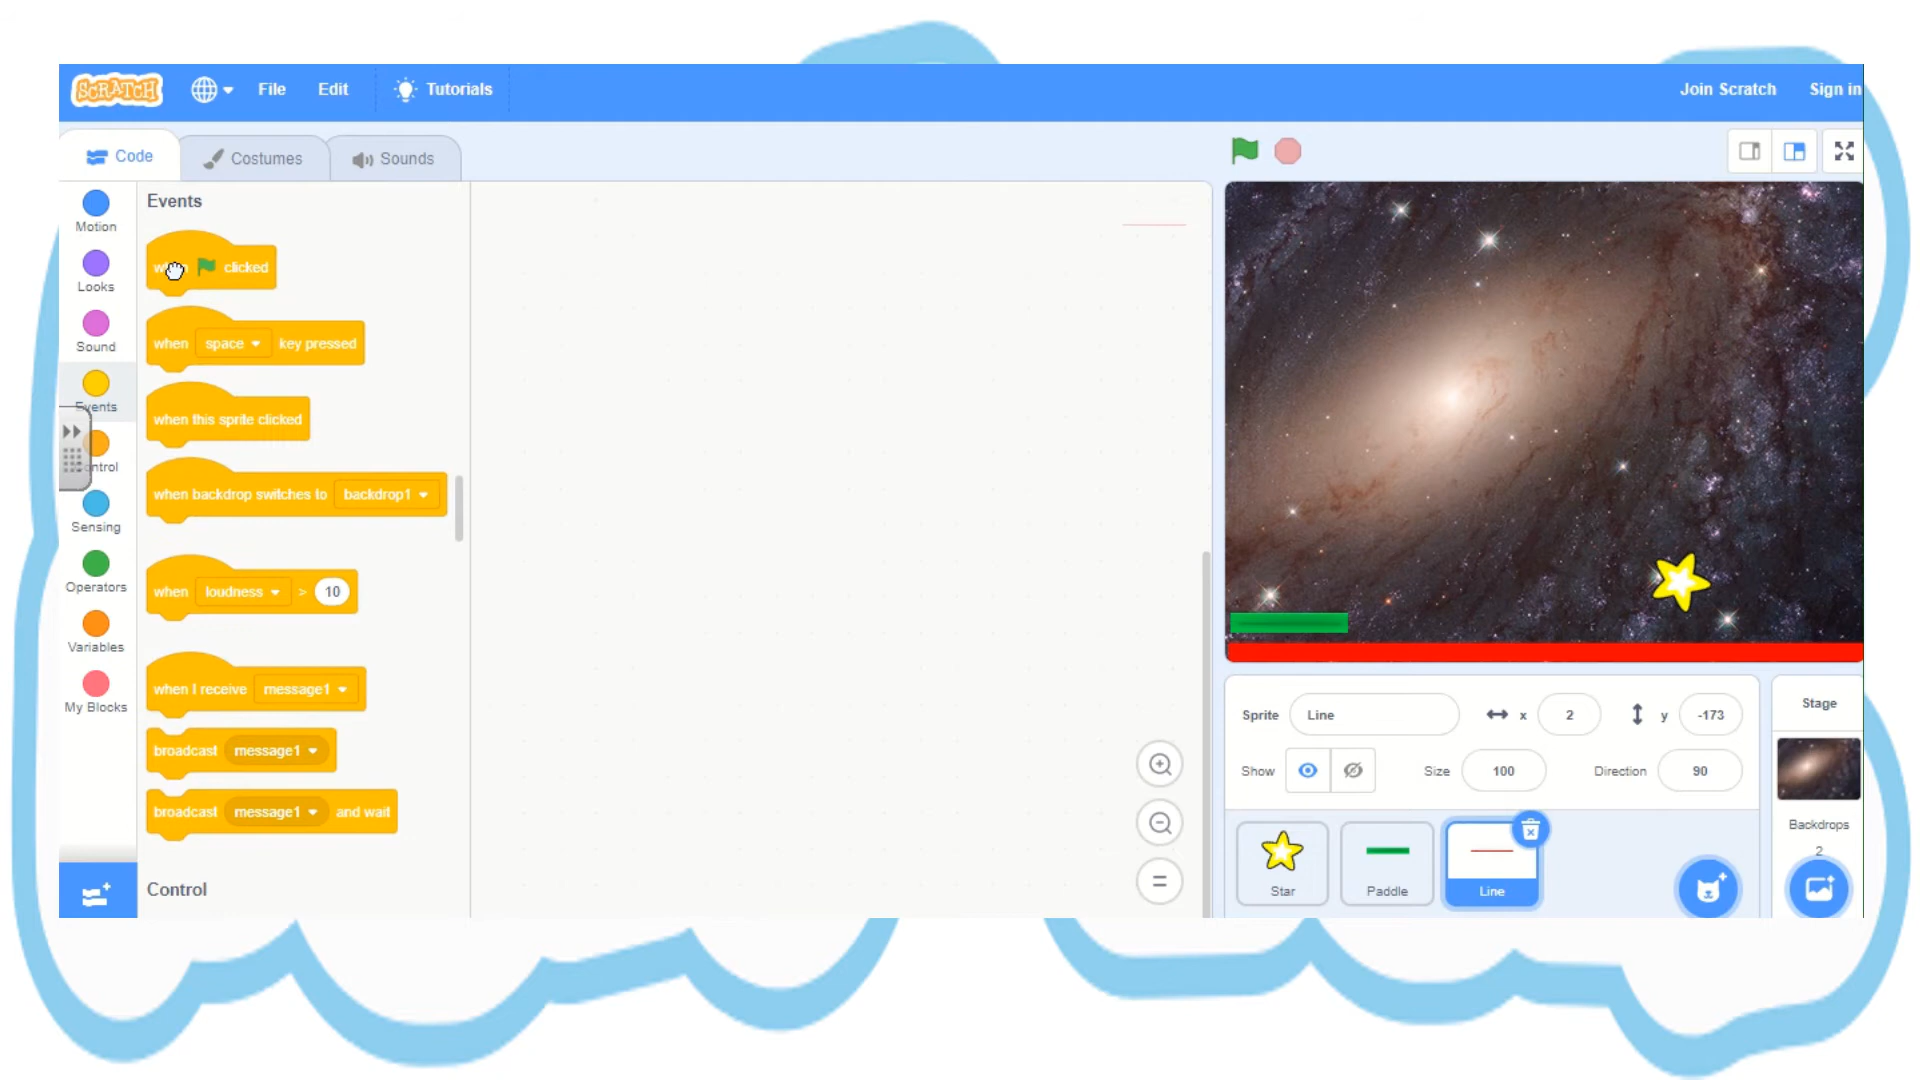 SCRATCH File Edit Tutorials Join Scratch Sign in
Code Costumes Sounds
Motion
Looks
Sound
Events
Sensing
Operators
Variables
My Blocks
Events
clicked
when space key pressed
when this sprite clicked
when backdrop switches to backdrop1
when loudness > 10
when I receive message1
broadcast message1
broadcast message1 and wait
Control
Sprite Line x 2 y -173
Show Size 100 Direction 90
Star Paddle Line
Stage
Backdrops
2